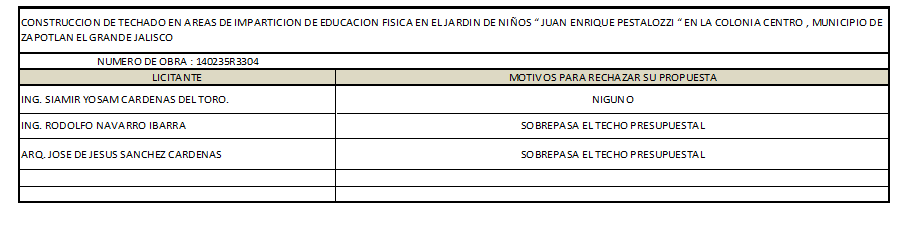 CONSTRUCCION DE TECHADO EN AREAS DE IMPARTICION DE EDUCACION FISICA EN EL JARDIN DE NIÑOS " JUAN ENRIQUE PESTALOZZI " EN LA COLONIA CENTRO , MUNICIPIO DE
ZAPOTLAN EL GRANDE JALISCO
NUMERO DE OBRA : 140235R3304
LICITANTE MOTIVOS PARA RECHAZAR SU PROPUESTA
ING. SIAMIR YOSAM CARDENAS DEL TORO. NIGUNO
ING. RODOLFO NAVARRO IBARRA SOBREPASA EL TECHO PRESUPUESTAL
ARQ. JOSE DE JESUS SANCHEZ CARDENAS SOBREPASA EL TECHO PRESUPUESTAL